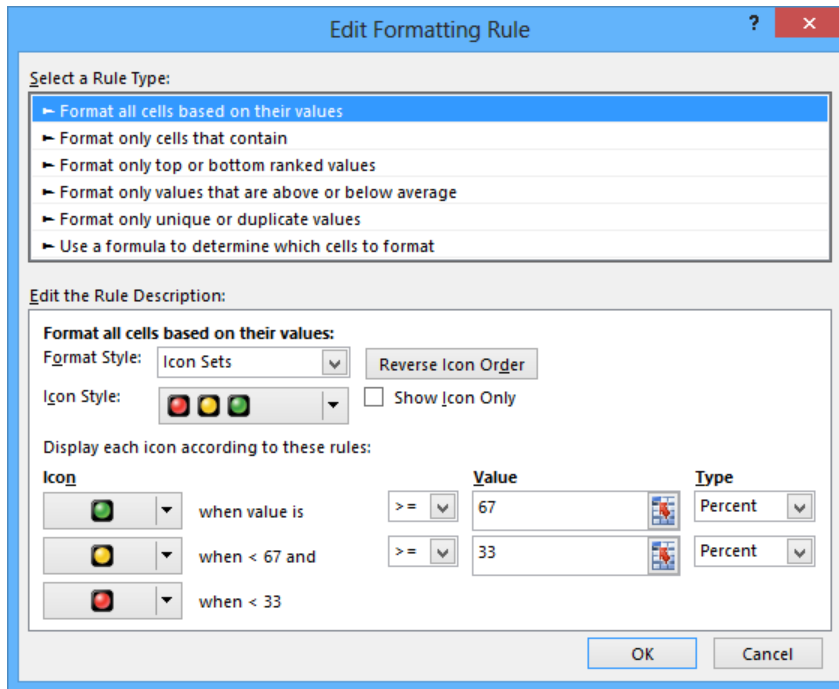 Edit Formatting Rule
?
×
Select a Rule Type:
► Format all cells based on their values
► Format only cells that contain
► Format only top or bottom ranked values
► Format only values that are above or below average
► Format only unique or duplicate values
► Use a formula to determine which cells to format
Edit the Rule Description:
Format all cells based on their values:
Format Style: Icon Sets Reverse Icon Order
Icon Style: Show Icon Only
Display each icon according to these rules:
Icon Value Type
when value is >= 67 Percent
when < 67 and >= 33 Percent
when < 33
OK Cancel